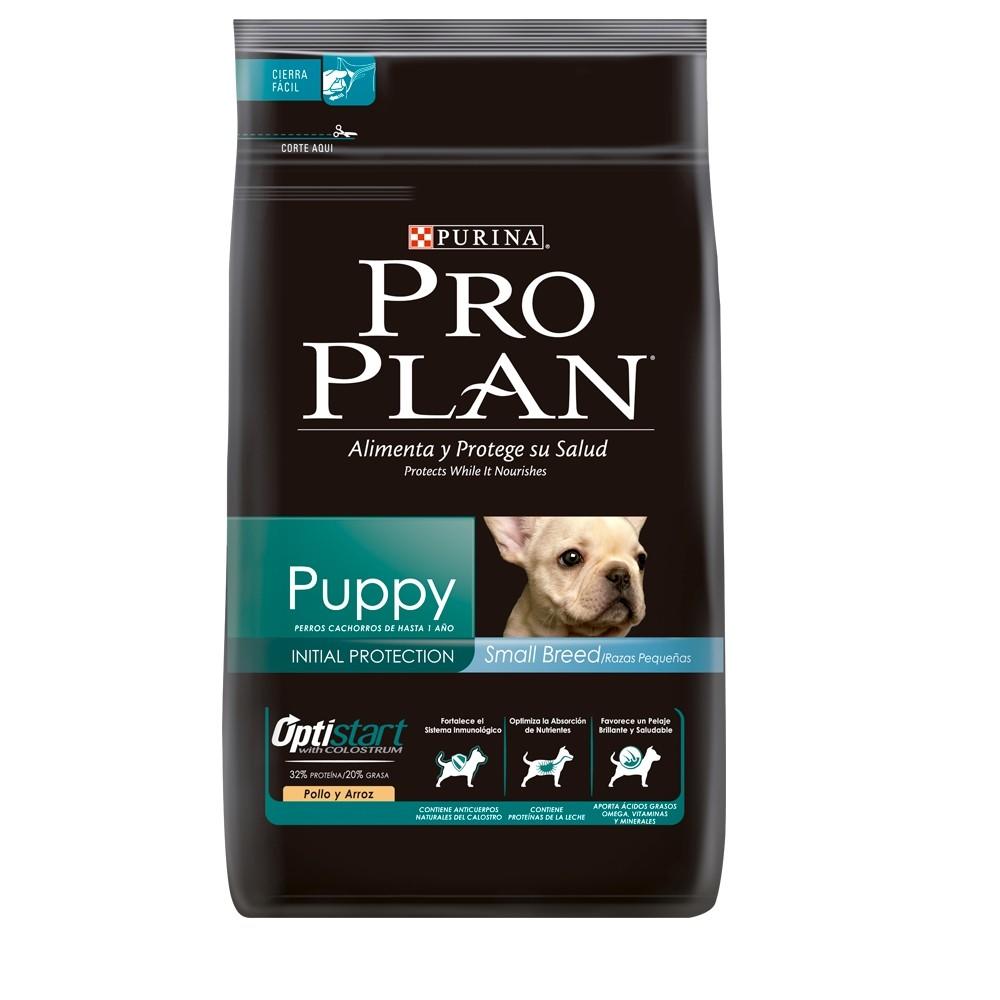 CIERRA
FÁCIL
CORTE AQUI
PURINA®
PRO
PLAN®
Alimenta y Protege su Salud
Protects While It Nourishes
Puppy
PERROS CACHORROS DE HASTA 1 AÑO
INITIAL PROTECTION
Small Breed/Razas Pequeñas
Optistart
with COLOSTRUM
32% PROTEÍNA/20% GRASA
Pollo y Arroz
Fortalece el
Sistema Inmunológico
CONTIENE ANTICUERPOS
NATURALES DEL CALOSTRO
Optimiza la Absorción
de Nutrientes
CONTIENE
PROTEÍNAS DE LA LECHE
Favorece un Pelaje
Brillante y Saludable
APORTA ÁCIDOS GRASOS
OMEGA, VITAMINAS
Y MINERALES